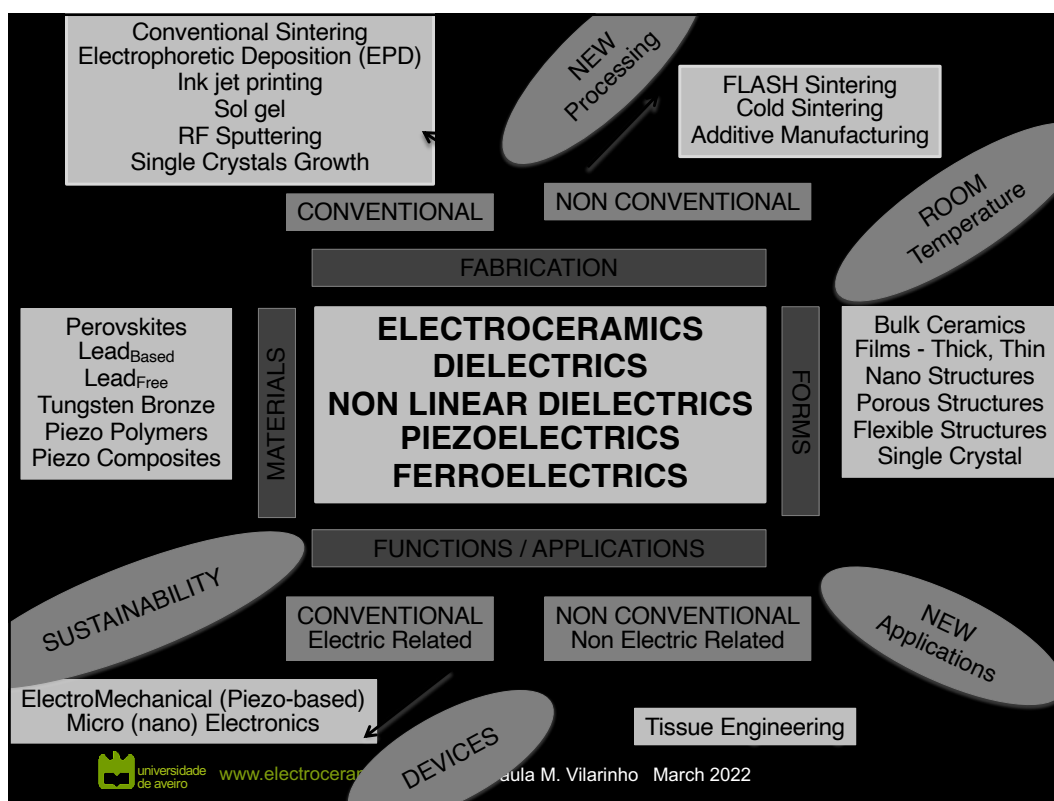 Conventional Sintering
Electrophoretic Deposition (EPD)
Ink jet printing
Sol gel
RF Sputtering
Single Crystals Growth
NEW
Processing
FLASH Sintering
Cold Sintering
Additive Manufacturing
ROOM
Temperature
CONVENTIONAL
NON CONVENTIONAL
FABRICATION
Perovskites
LeadBased
LeadFree
Tungsten Bronze
Piezo Polymers
Piezo Composites
MATERIALS
ELECTROCERAMICS
DIELECTRICS
NON LINEAR DIELECTRICS
PIEZOELECTRICS
FERROELECTRICS
FORMS
Bulk Ceramics
Films - Thick, Thin
Nano Structures
Porous Structures
Flexible Structures
Single Crystal
FUNCTIONS / APPLICATIONS
SUSTAINABILITY
CONVENTIONAL
Electric Related
NON CONVENTIONAL
Non Electric Related
NEW
Applications
ElectroMechanical (Piezo-based)
Micro (nano) Electronics
DEVICES
Tissue Engineering
universidade
de aveiro
M. Vilarinho March 2022